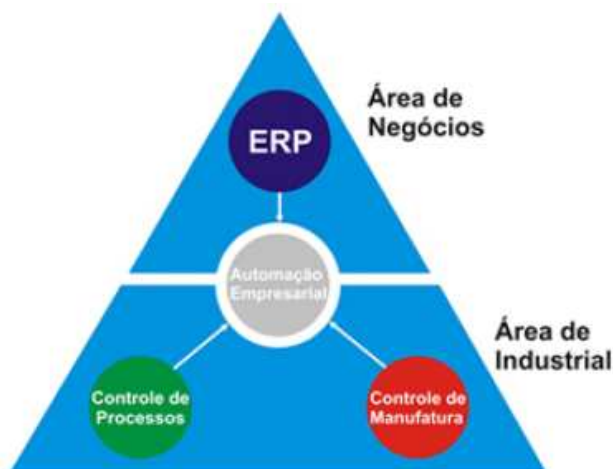 Área de
Negócios
ERP
Automação
Empresarial
Área de
Industrial
Controle de
Processos
Controle de
Manufatura